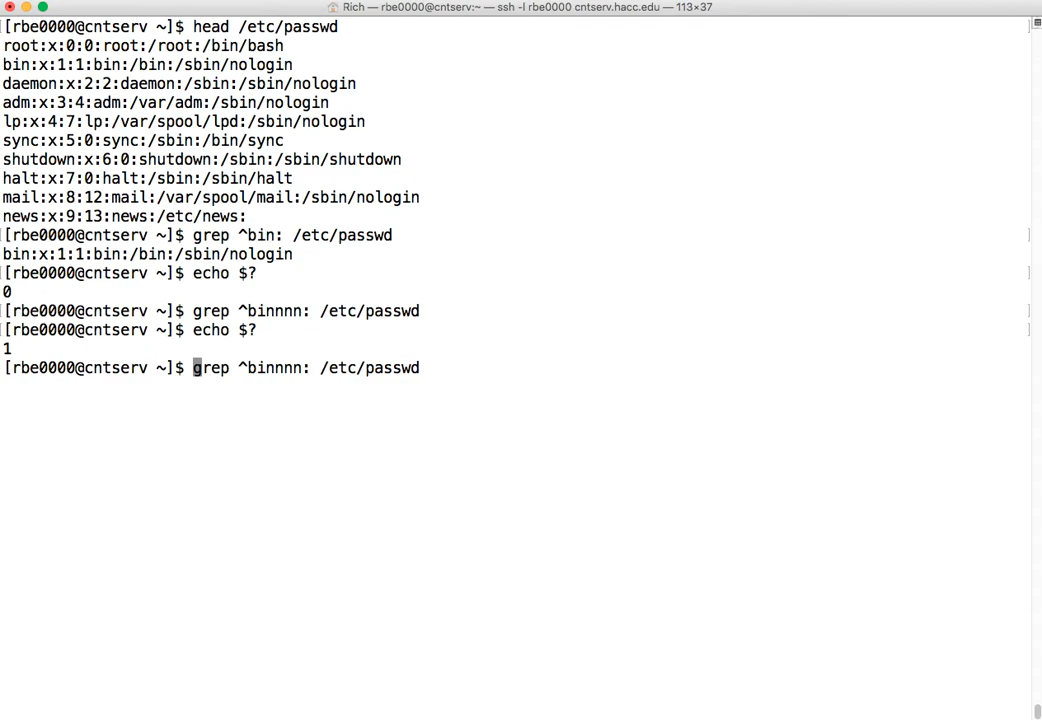 Rich — rbe0000@cntserv:~ — ssh -l rbe0000 cntserv.hacc.edu — 113×37
[rbe0000@cntserv ~]$ head /etc/passwd
root:x:0:0:root:/root:/bin/bash
bin:x:1:1:bin:/bin:/sbin/nologin
daemon:x:2:2:daemon:/sbin:/sbin/nologin
adm:x:3:4:adm:/var/adm:/sbin/nologin
lp:x:4:7:lp:/var/spool/lpd:/sbin/nologin
sync:x:5:0:sync:/sbin:/bin/sync
shutdown:x:6:0:shutdown:/sbin:/sbin/shutdown
halt:x:7:0:halt:/sbin:/sbin/halt
mail:x:8:12:mail:/var/spool/mail:/sbin/nologin
news:x:9:13:news:/etc/news:
[rbe0000@cntserv ~]$ grep ^bin: /etc/passwd
bin:x:1:1:bin:/bin:/sbin/nologin
[rbe0000@cntserv ~]$ echo $?
0
[rbe0000@cntserv ~]$ grep ^binnnn: /etc/passwd
[rbe0000@cntserv ~]$ echo $?
1
[rbe0000@cntserv ~]$ grep ^binnnn: /etc/passwd